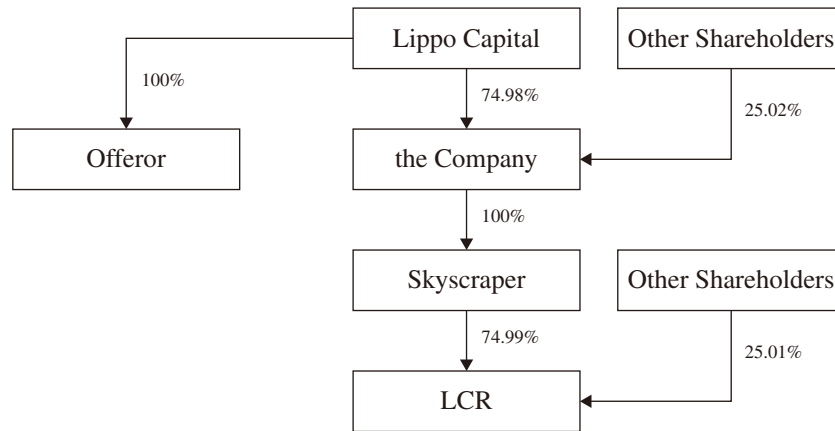 Lippo Capital
Other Shareholders
100%
74.98%
25.02%
Offeror
the Company
100%
Skyscraper
Other Shareholders
74.99%
25.01%
LCR